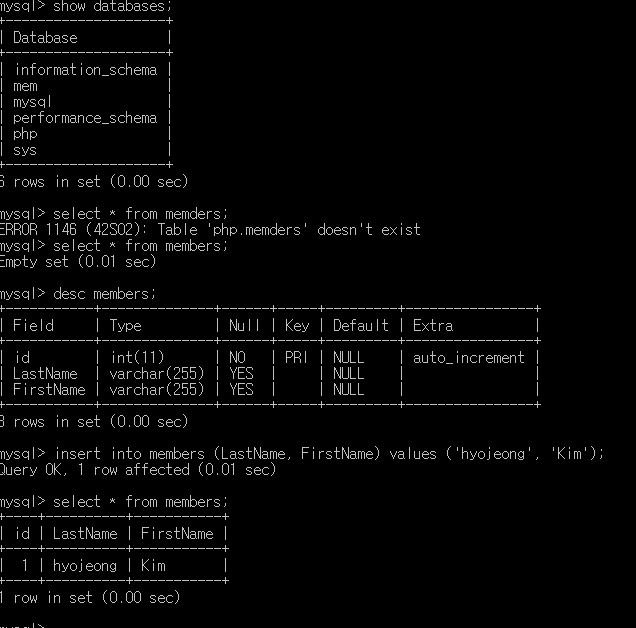 mysql> show databases;
+--------------------+
| Database           |
+--------------------+
| information_schema |
| mem                |
| mysql              |
| performance_schema |
| php                |
| sys                |
+--------------------+
6 rows in set (0.00 sec)
mysql> select * from memders;
ERROR 1146 (42S02): Table 'php.memders' doesn't exist
mysql> select * from members;
Empty set (0.01 sec)
mysql> desc members;
+-----------+--------------+------+-----+---------+----------------+
| Field     | Type         | Null | Key | Default | Extra          |
+-----------+--------------+------+-----+---------+----------------+
| id        | int(11)      | NO   | PRI | NULL    | auto_increment |
| LastName  | varchar(255) | YES  |     | NULL    |                |
| FirstName | varchar(255) | YES  |     | NULL    |                |
+-----------+--------------+------+-----+---------+----------------+
3 rows in set (0.00 sec)
mysql> insert into members (LastName, FirstName) values ('hyojeong', 'Kim');
Query OK, 1 row affected (0.01 sec)
mysql> select * from members;
+----+----------+-----------+
| id | LastName | FirstName |
+----+----------+-----------+
|  1 | hyojeong | Kim       |
+----+----------+-----------+
1 row in set (0.00 sec)
mysql>